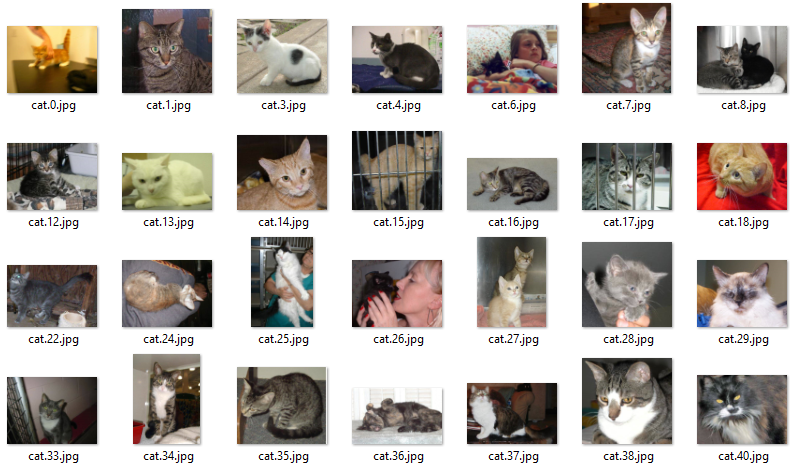 cat.0.jpg
cat.1.jpg
cat.3.jpg
cat.4.jpg
cat.6.jpg
cat.7.jpg
cat.8.jpg
cat.12.jpg
cat.13.jpg
cat.14.jpg
cat.15.jpg
cat.16.jpg
cat.17.jpg
cat.18.jpg
cat.22.jpg
cat.24.jpg
cat.25.jpg
cat.26.jpg
cat.27.jpg
cat.28.jpg
cat.29.jpg
cat.33.jpg
cat.34.jpg
cat.35.jpg
cat.36.jpg
cat.37.jpg
cat.38.jpg
cat.40.jpg